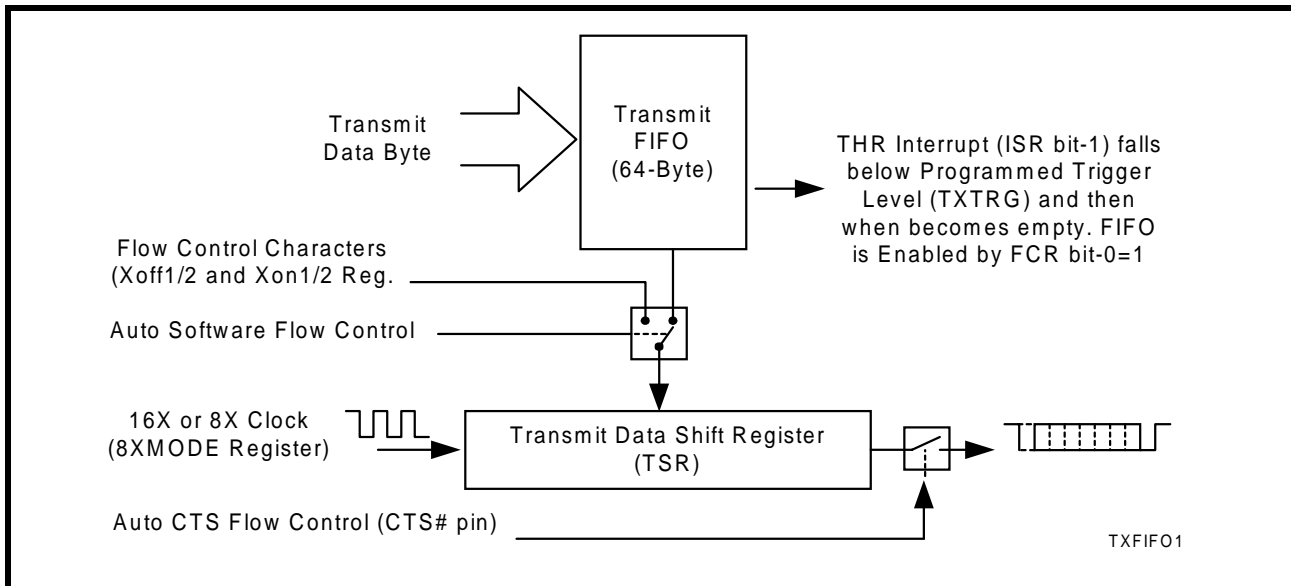 Transmit
Data Byte
Transmit
FIFO
(64-Byte)
THR Interrupt (ISR bit-1) falls
below Programmed Trigger
Level (TXTRG) and then
when becomes empty. FIFO
is Enabled by FCR bit-0=1
Flow Control Characters
(Xoff1/2 and Xon1/2 Reg.
Auto Software Flow Control
16X or 8X Clock
(8XMODE Register)
Transmit Data Shift Register
(TSR)
Auto CTS Flow Control (CTS# pin)
TXFIFO1